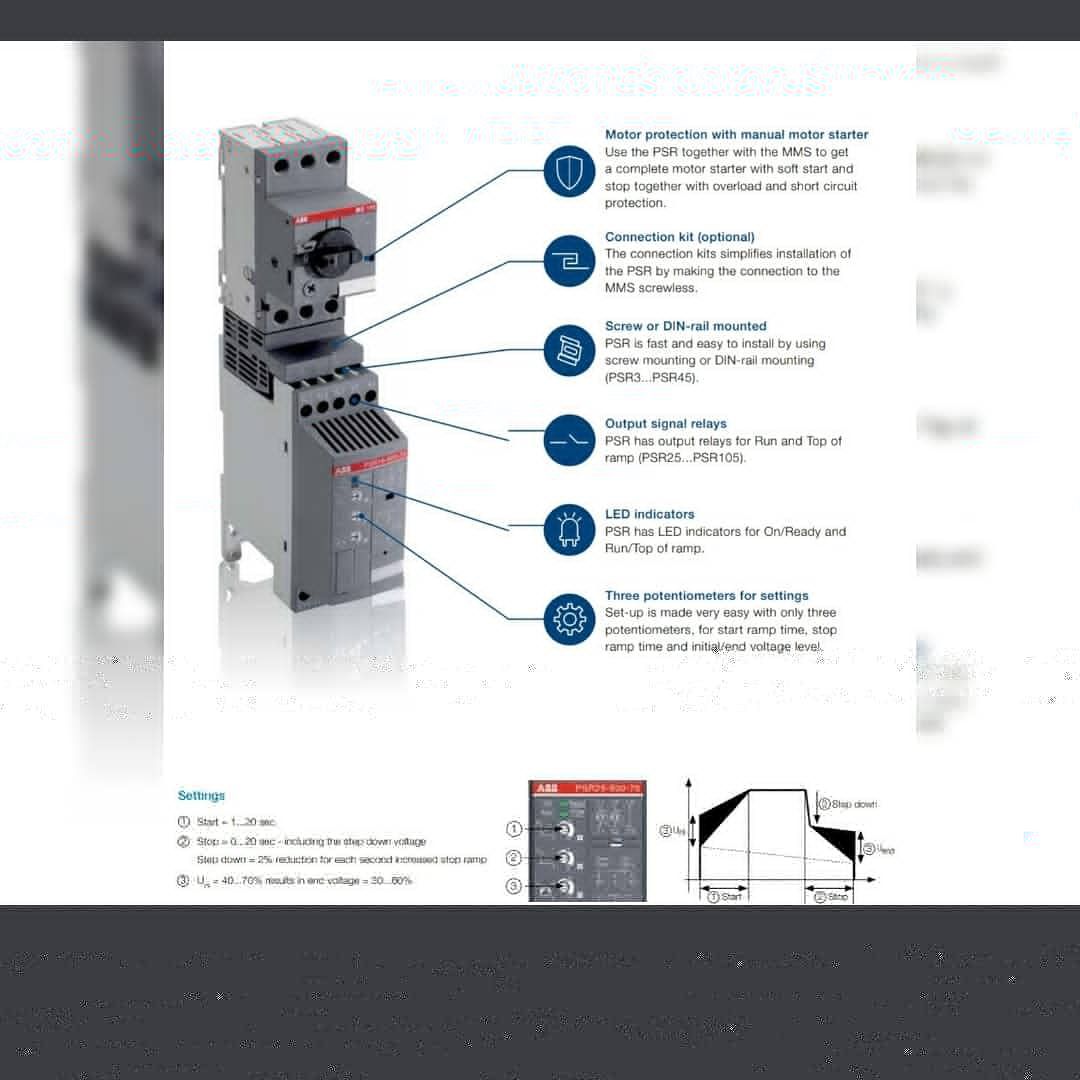 Motor protection with manual motor starter
Use the PSR together with the MMS to get
a complete motor starter with soft start and
stop together with overload and short circuit
protection.
Connection kit (optional)
The connection kits simplifies installation of
the PSR by making the connection to the
MMS screwless.
Screw or DIN-rail mounted
PSR is fast and easy to install by using
screw mounting or DIN-rail mounting
(PSR3...PSR45).
Output signal relays
PSR has output relays for Run and Top of
ramp (PSR25...PSR105).
LED indicators
PSR has LED indicators for On/Ready and
Run/Top of ramp.
Three potentiometers for settings
Set-up is made very easy with only three
potentiometers, for start ramp time, stop
ramp time and initial/end voltage level.
ABB
ABB
Settings
① Start = 1...20 sec.
② Stop = 0...20 sec - including the step down voltage
Step down = 2% reduction for each second increased stop ramp
③ Uini = 40...70% results in end voltage = 30...60%
ABB PSR25-600-70
①
②
③
② Step down
③ Uini
③ Uend
① Start
② Stop